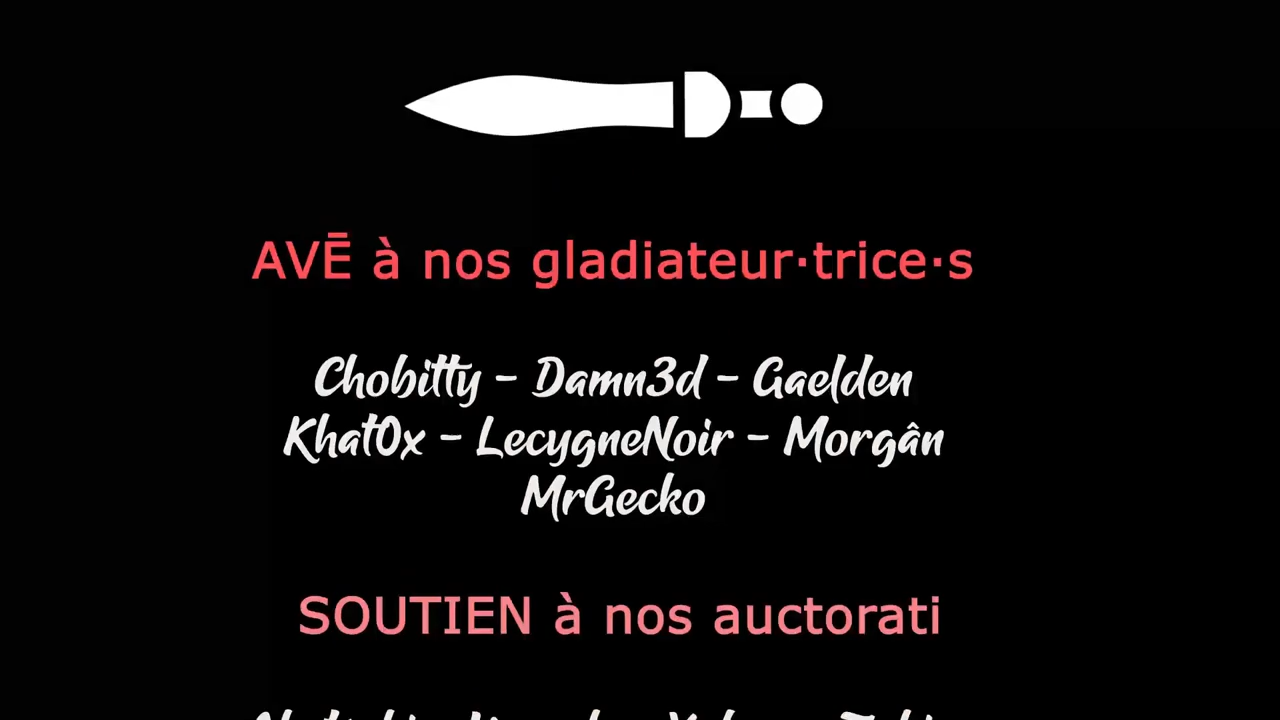 AVĒ à nos gladiateur·trice·s
Chobitty - Damn3d - Gaelden
Khat0x - LecygneNoir - Morgân
MrGecko
SOUTIEN à nos auctorati